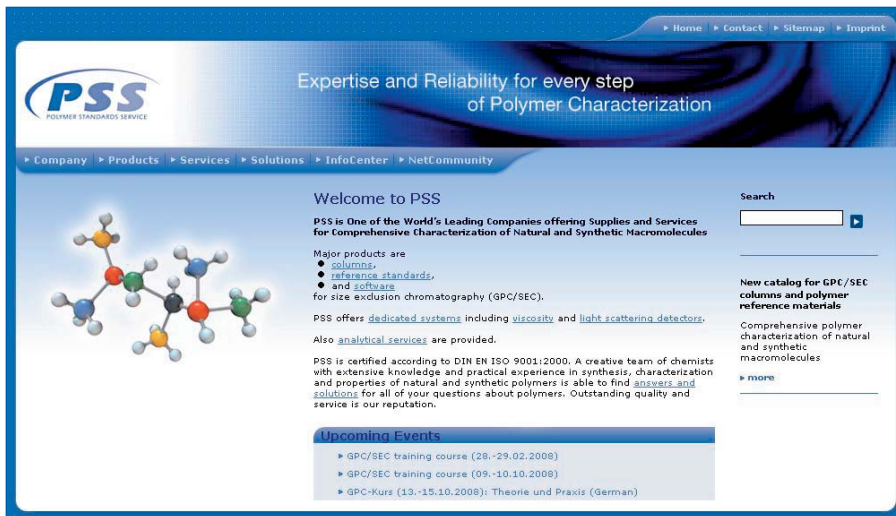 Home Contact Sitemap Imprint
PSS
POLYMER STANDARDS SERVICE
Expertise and Reliability for every step
of Polymer Characterization
Company Products Services Solutions InfoCenter NetCommunity
Welcome to PSS
PSS is One of the World's Leading Companies offering Supplies and Services
for Comprehensive Characterization of Natural and Synthetic Macromolecules
Major products are
columns,
reference standards,
and software
for size exclusion chromatography (GPC/SEC).
PSS offers dedicated systems including viscosity and light scattering detectors.
Also analytical services are provided.
PSS is certified according to DIN EN ISO 9001:2000. A creative team of chemists
with extensive knowledge and practical experience in synthesis, characterization
and properties of natural and synthetic polymers is able to find answers and
solutions for all of your questions about polymers. Outstanding quality and
service is our reputation.
Upcoming Events
GPC/SEC training course (28.-29.02.2008)
GPC/SEC training course (09.-10.10.2008)
GPC-Kurs (13.-15.10.2008): Theorie und Praxis (German)
Search
New catalog for GPC/SEC
columns and polymer
reference materials
Comprehensive polymer
characterization of natural
and synthetic
macromolecules
more